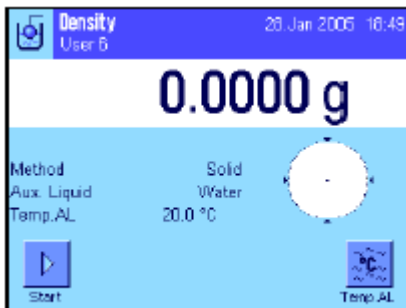 Density 28.Jan 2005 16:49
User 6
0.0000 g
Method Solid
Aux. Liquid Water
Temp.AL 20.0 °C
°C
Start Temp.AL